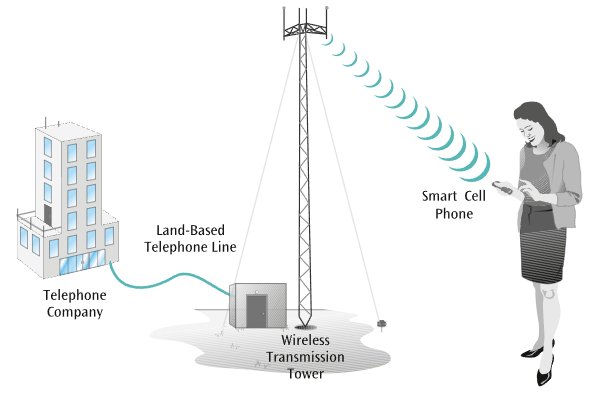 Smart Cell
Phone
Land-Based
Telephone Line
Telephone
Company
Wireless
Transmission
Tower